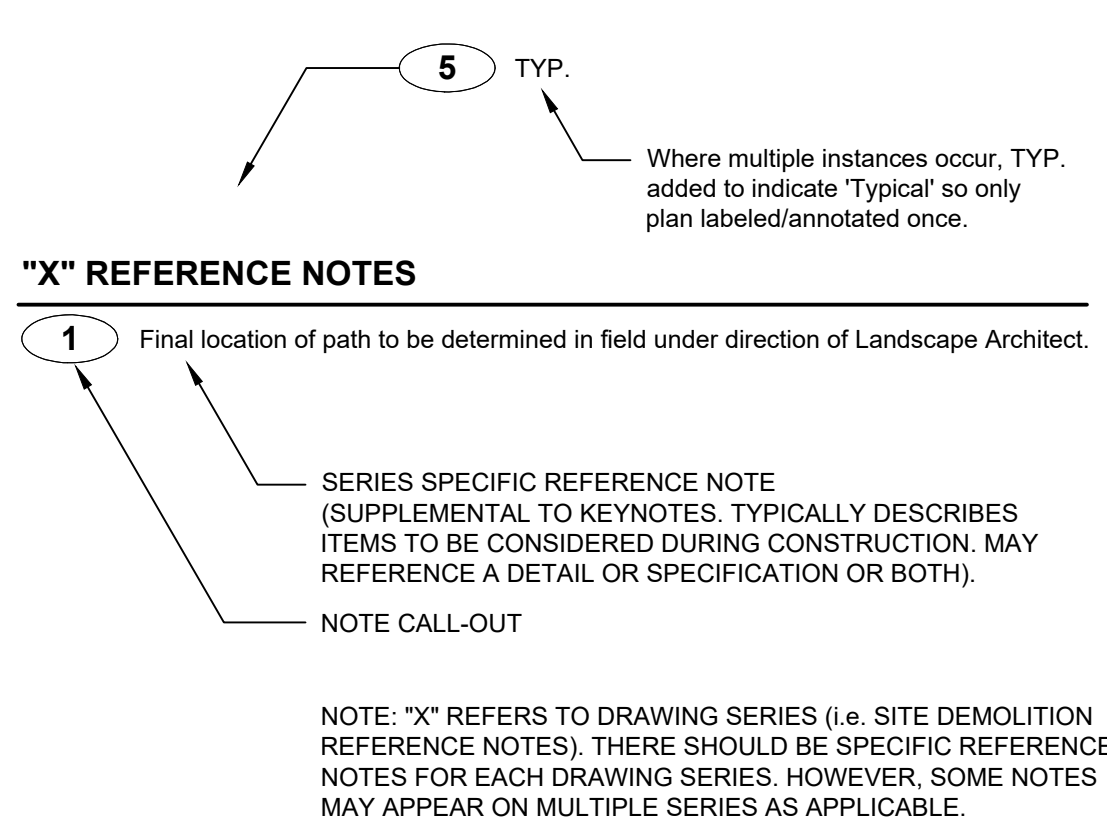 5 TYP.
Where multiple instances occur, TYP.
added to indicate 'Typical' so only
plan labeled/annotated once.
"X" REFERENCE NOTES
1 Final location of path to be determined in field under direction of Landscape Architect.
SERIES SPECIFIC REFERENCE NOTE
(SUPPLEMENTAL TO KEYNOTES. TYPICALLY DESCRIBES
ITEMS TO BE CONSIDERED DURING CONSTRUCTION. MAY
REFERENCE A DETAIL OR SPECIFICATION OR BOTH).
NOTE CALL-OUT
NOTE: "X" REFERS TO DRAWING SERIES (i.e. SITE DEMOLITION
REFERENCE NOTES). THERE SHOULD BE SPECIFIC REFERENCE
NOTES FOR EACH DRAWING SERIES. HOWEVER, SOME NOTES
MAY APPEAR ON MULTIPLE SERIES AS APPLICABLE.